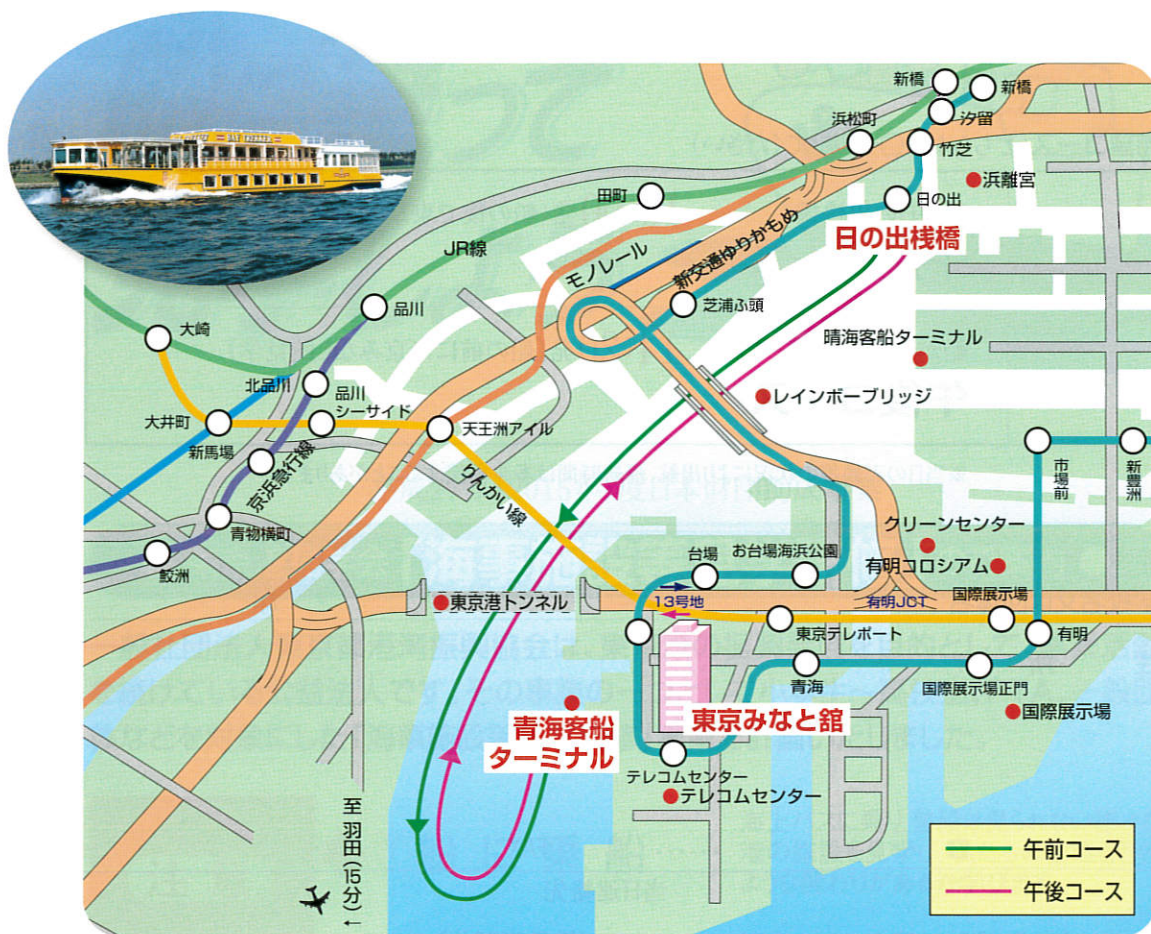 新橋
新橋
浜松町
汐留
竹芝
浜離宮
田町
日の出
日の出桟橋
JR線
モノレール
新交通ゆりかもめ
品川
芝浦ふ頭
大崎
晴海客船ターミナル
北品川
品川
シーサイド
レインボーブリッジ
大井町
天王洲アイル
新馬場
京浜急行線
りんかい線
市場前
新豊洲
青物横町
クリーンセンター
鮫洲
台場
お台場海浜公園
有明コロシアム
東京港トンネル
13号地
有明JCT
国際展示場
東京テレポート
有明
青海
国際展示場正門
国際展示場
青海客船
ターミナル
東京みなと舘
テレコムセンター
テレコムセンター
至羽田(15分)←
午前コース
午後コース